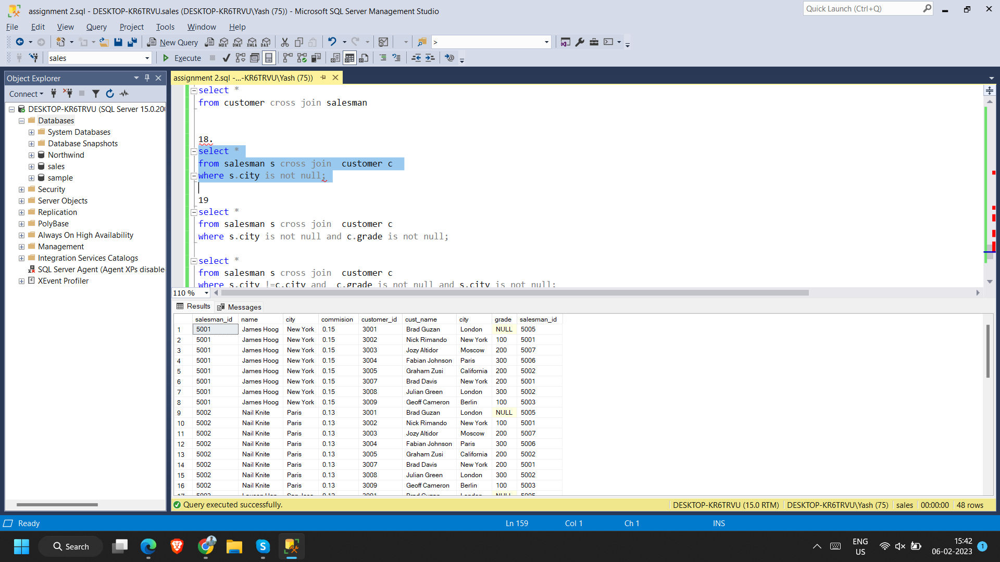 assignment 2.sql - DESKTOP-KR6TRVU.sales (DESKTOP-KR6TRVU\Yash (75)) - Microsoft SQL Server Management Studio
Quick Launch (Ctrl+Q)
File Edit View Query Project Tools Window Help
New Query MDX DMX XMLA DAX >
sales Execute
Object Explorer
assignment 2.sql -...-KR6TRVU\Yash (75))
Connect
DESKTOP-KR6TRVU (SQL Server 15.0.200
Databases
System Databases
Database Snapshots
Northwind
sales
sample
Security
Server Objects
Replication
PolyBase
Always On High Availability
Management
Integration Services Catalogs
SQL Server Agent (Agent XPs disable
XEvent Profiler
select *
from customer cross join salesman
18.
select *
from salesman s cross join  customer c
where s.city is not null;
19
select *
from salesman s cross join  customer c
where s.city is not null and c.grade is not null;
select *
from salesman s cross join  customer c
where s.city !=c.city and  c.grade is not null and s.city is not null;
110 %
Results Messages
salesman_id name city commision customer_id cust_name city grade salesman_id
1 5001 James Hoog New York 0.15 3001 Brad Guzan London NULL 5005
2 5001 James Hoog New York 0.15 3002 Nick Rimando New York 100 5001
3 5001 James Hoog New York 0.15 3003 Jozy Altidor Moscow 200 5007
4 5001 James Hoog New York 0.15 3004 Fabian Johnson Paris 300 5006
5 5001 James Hoog New York 0.15 3005 Graham Zusi California 200 5002
6 5001 James Hoog New York 0.15 3007 Brad Davis New York 200 5001
7 5001 James Hoog New York 0.15 3008 Julian Green London 300 5002
8 5001 James Hoog New York 0.15 3009 Geoff Cameron Berlin 100 5003
9 5002 Nail Knite Paris 0.13 3001 Brad Guzan London NULL 5005
10 5002 Nail Knite Paris 0.13 3002 Nick Rimando New York 100 5001
11 5002 Nail Knite Paris 0.13 3003 Jozy Altidor Moscow 200 5007
12 5002 Nail Knite Paris 0.13 3004 Fabian Johnson Paris 300 5006
13 5002 Nail Knite Paris 0.13 3005 Graham Zusi California 200 5002
14 5002 Nail Knite Paris 0.13 3007 Brad Davis New York 200 5001
15 5002 Nail Knite Paris 0.13 3008 Julian Green London 300 5002
16 5002 Nail Knite Paris 0.13 3009 Geoff Cameron Berlin 100 5003
Query executed successfully. DESKTOP-KR6TRVU (15.0 RTM) DESKTOP-KR6TRVU\Yash (75) sales 00:00:00 48 rows
Ready Ln 159 Col 1 Ch 1 INS
Search
ENG
US
15:42
06-02-2023
1